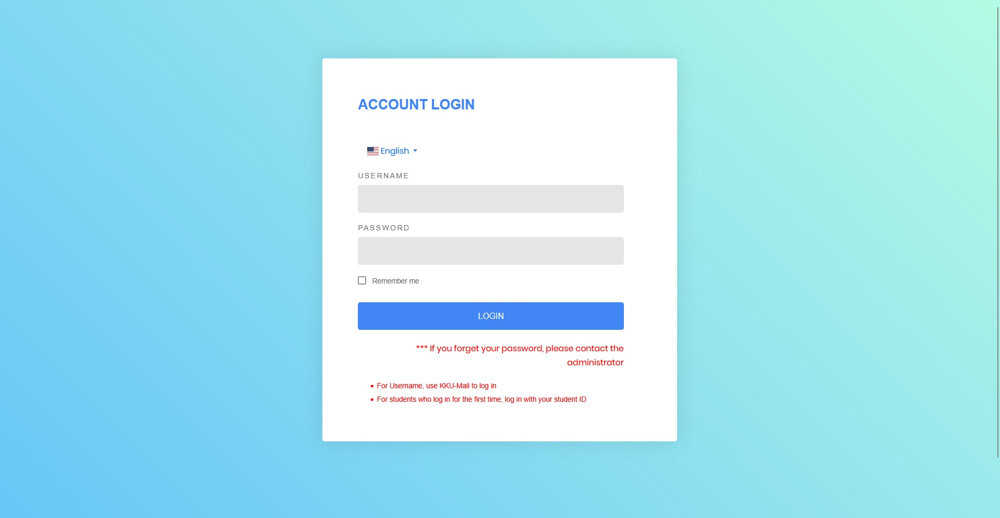 ACCOUNT LOGIN
English
USERNAME
PASSWORD
Remember me
LOGIN
*** If you forget your password, please contact the
administrator
For Username, use KKU-Mail to log in
For students who log in for the first time, log in with your student ID